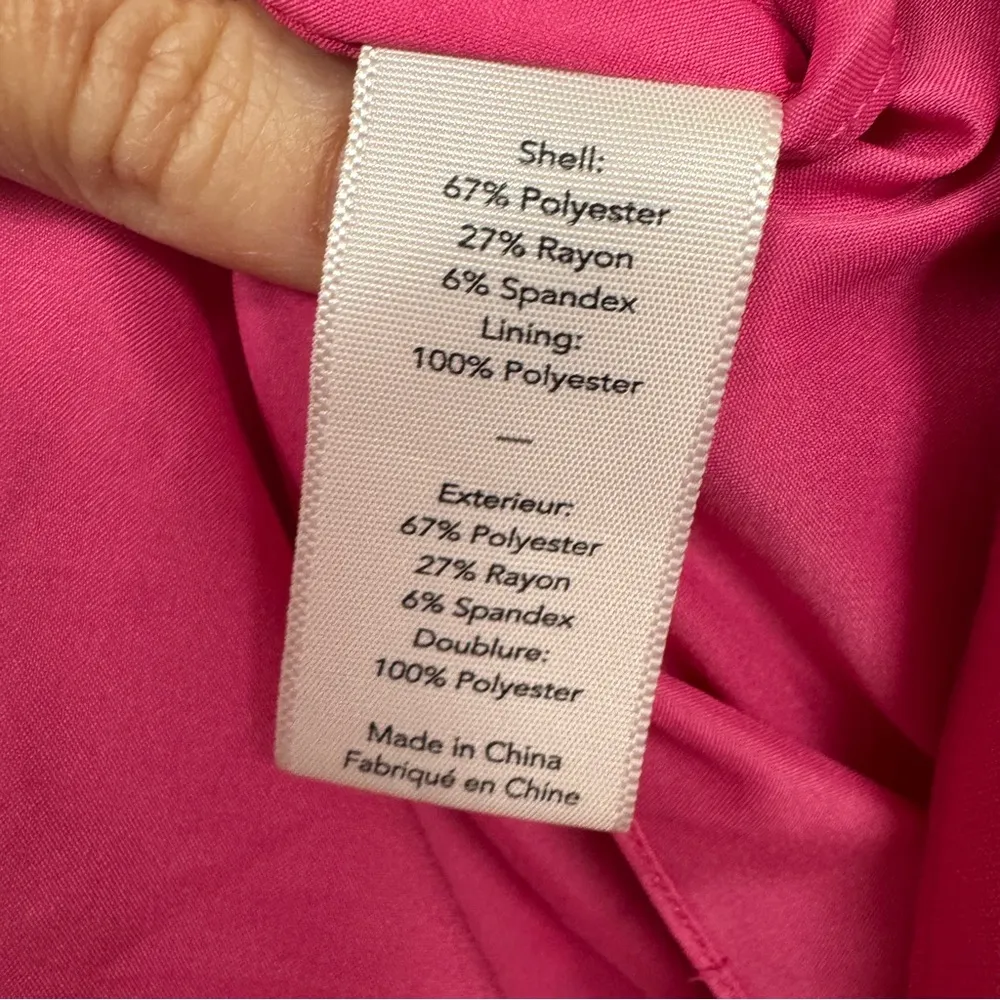 Shell:
67% Polyester
27% Rayon
6% Spandex
Lining:
100% Polyester
—
Exterieur:
67% Polyester
27% Rayon
6% Spandex
Doublure:
100% Polyester
Made in China
Fabriqué en Chine